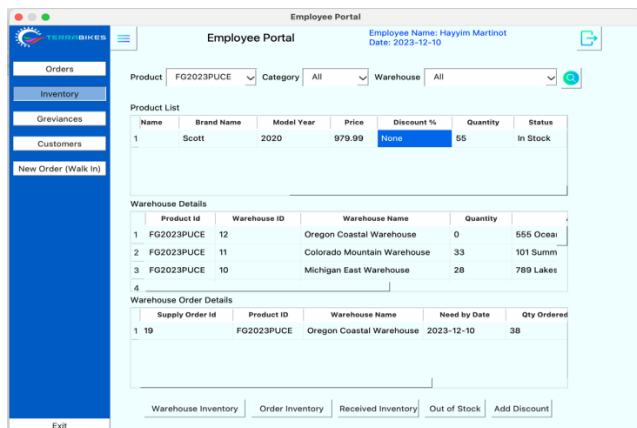 Employee Portal
TERRABIKES
Employee Portal
Employee Name: Hayyim Martinot
Date: 2023-12-10
Orders
Inventory
Greviances
Customers
New Order (Walk In)
Exit
Product FG2023PUCE Category All Warehouse All
Product List
Name Brand Name Model Year Price Discount % Quantity Status
1 Scott 2020 979.99 None 55 In Stock
Warehouse Details
Product Id Warehouse ID Warehouse Name Quantity
1 FG2023PUCE 12 Oregon Coastal Warehouse 0 555 Ocea
2 FG2023PUCE 11 Colorado Mountain Warehouse 33 101 Summ
3 FG2023PUCE 10 Michigan East Warehouse 28 789 Lakes
4
Warehouse Order Details
Supply Order Id Product ID Warehouse Name Need by Date Qty Ordered
1 19 FG2023PUCE Oregon Coastal Warehouse 2023-12-10 38
Warehouse Inventory Order Inventory Received Inventory Out of Stock Add Discount